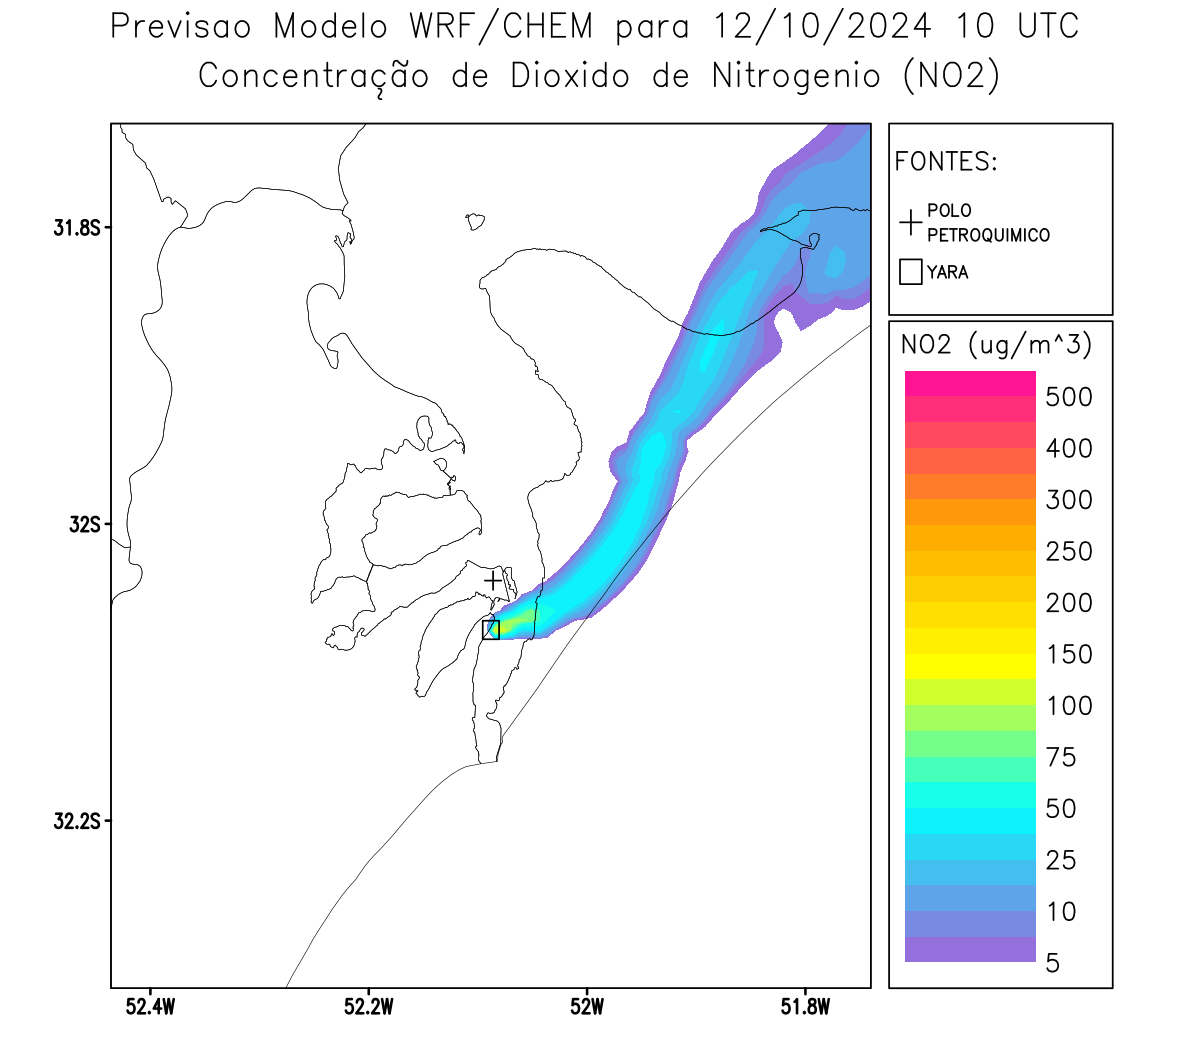 Previsao Modelo WRF/CHEM para 12/10/2024 10 UTC
Concentração de Dioxido de Nitrogenio (NO2)
FONTES:
POLO
PETROQUIMICO
YARA
NO2 (ug/m^3)
500
400
300
250
200
150
100
75
50
25
10
5
31.8S
32S
32.2S
52.4W
52.2W
52W
51.8W